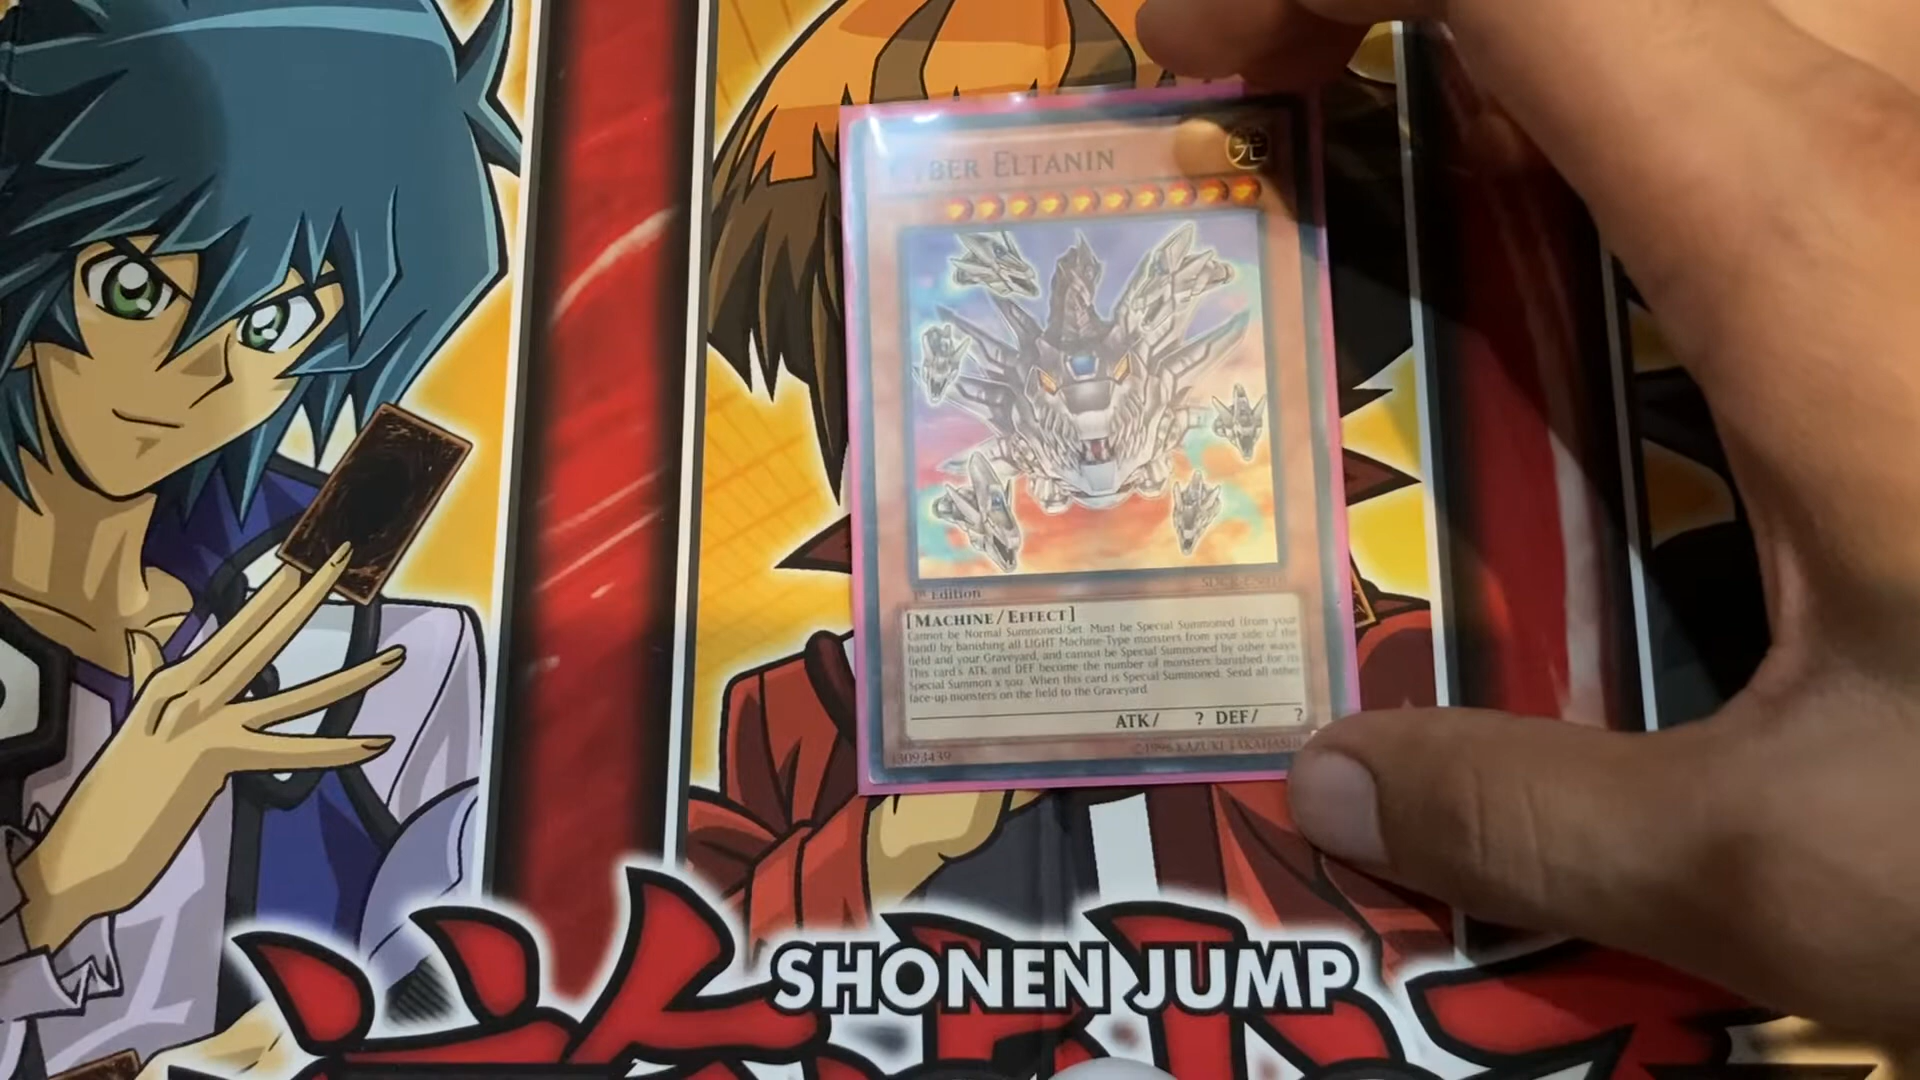 YBER ELTANIN
光
1st Edition
[MACHINE/EFFECT]
Cannot be Normal Summoned/Set. Must be Special Summoned (from your
hand) by banishing all LIGHT Machine-Type monsters from your side of the
field and your Graveyard, and cannot be Special Summoned by other ways.
This card's ATK and DEF become the number of monsters banished for its
Special Summon x 500. When this card is Special Summoned: Send all other
face-up monsters on the field to the Graveyard.
ATK/ ? DEF/ ?
33093439
©1996 KAZUKI TAKAHASHI
SHONEN JUMP